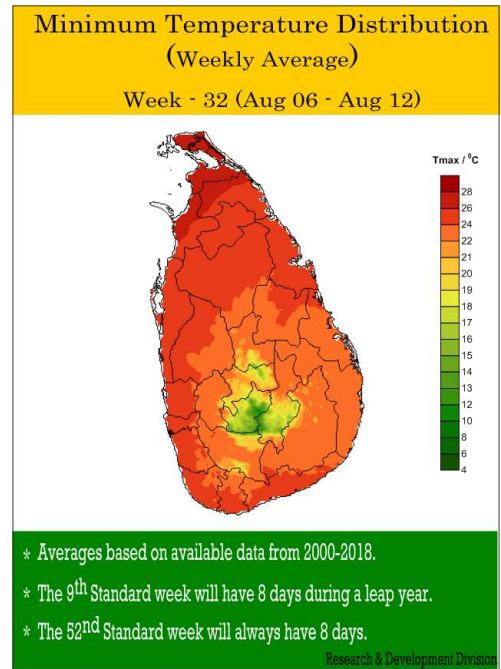 Minimum Temperature Distribution
(Weekly Average)
Week - 32 (Aug 06 - Aug 12)
Tmax / ⁰C
28
26
24
22
21
20
19
18
17
16
15
14
13
12
10
8
6
4
* Averages based on available data from 2000-2018.
* The 9th Standard week will have 8 days during a leap year.
* The 52nd Standard week will always have 8 days.
Research & Development Division